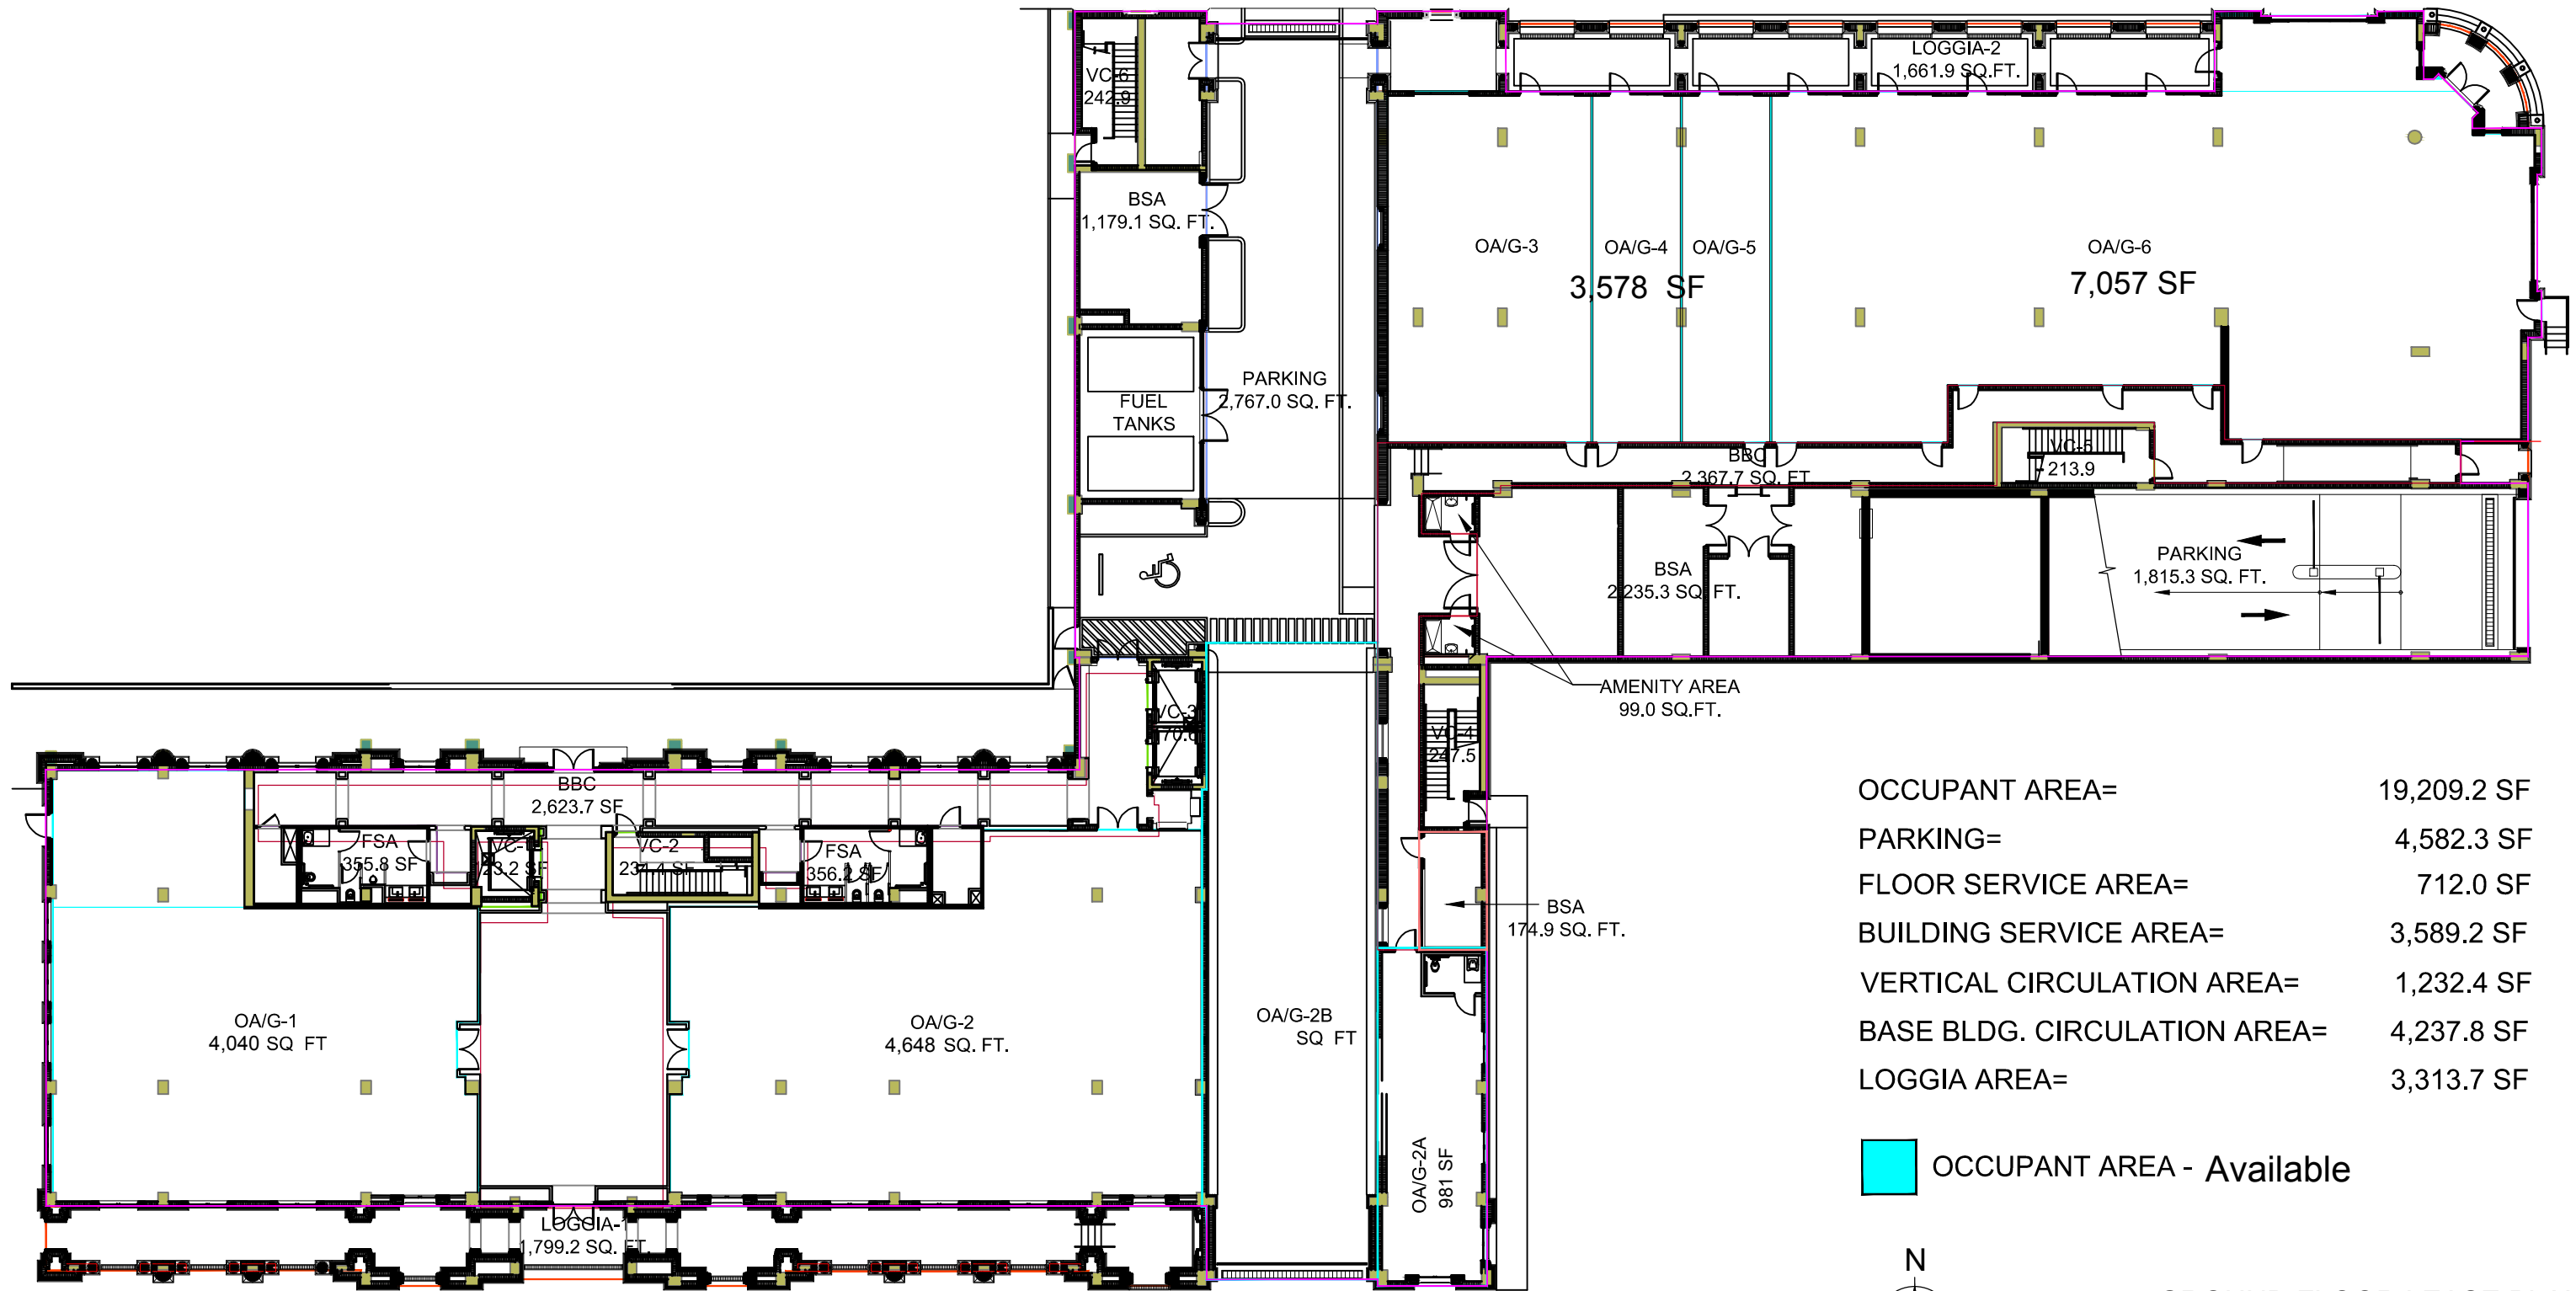 VC-6
242.9
LOGGIA-2
1,661.9 SQ.FT.
BSA
1,179.1 SQ. FT.
OA/G-3
OA/G-4
OA/G-5
OA/G-6
3,578 SF
7,057 SF
PARKING
2,767.0 SQ. FT.
FUEL
TANKS
BBC
2,367.7 SQ. FT
VC-5
213.9
BSA
2,235.3 SQ. FT.
PARKING
1,815.3 SQ. FT.
AMENITY AREA
99.0 SQ.FT.
VC-3
VC-4
247.5
BBC
2,623.7 SF
FSA
355.8 SF
VC-2
FSA
356.2 SF
BSA
174.9 SQ. FT.
OA/G-1
4,040 SQ FT
OA/G-2
4,648 SQ. FT.
OA/G-2B
SQ FT
OA/G-2A
981 SF
LOGGIA-1
1,799.2 SQ. FT.
OCCUPANT AREA= 19,209.2 SF
PARKING= 4,582.3 SF
FLOOR SERVICE AREA= 712.0 SF
BUILDING SERVICE AREA= 3,589.2 SF
VERTICAL CIRCULATION AREA= 1,232.4 SF
BASE BLDG. CIRCULATION AREA= 4,237.8 SF
LOGGIA AREA= 3,313.7 SF
OCCUPANT AREA - Available
N